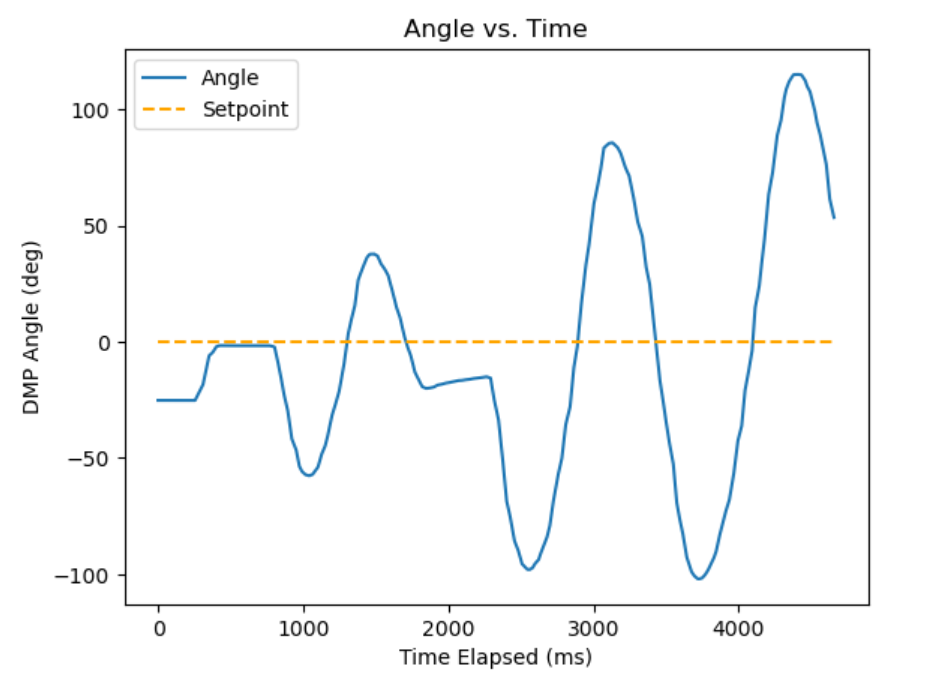 Angle vs. Time
Angle
Setpoint
100
50
0
−50
−100
DMP Angle (deg)
0 1000 2000 3000 4000
Time Elapsed (ms)